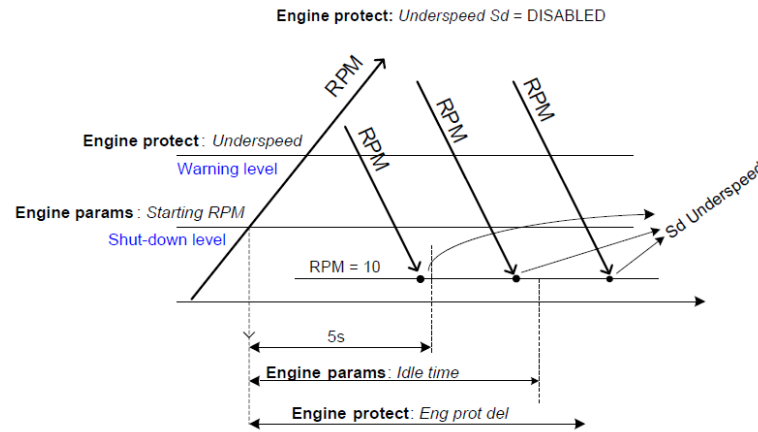 Engine protect: Underspeed Sd = DISABLED
RPM
RPM
RPM
RPM
Engine protect: Underspeed
Warning level
Engine params: Starting RPM
Shut-down level
Sd Underspeed
RPM = 10
5s
Engine params: Idle time
Engine protect: Eng prot del